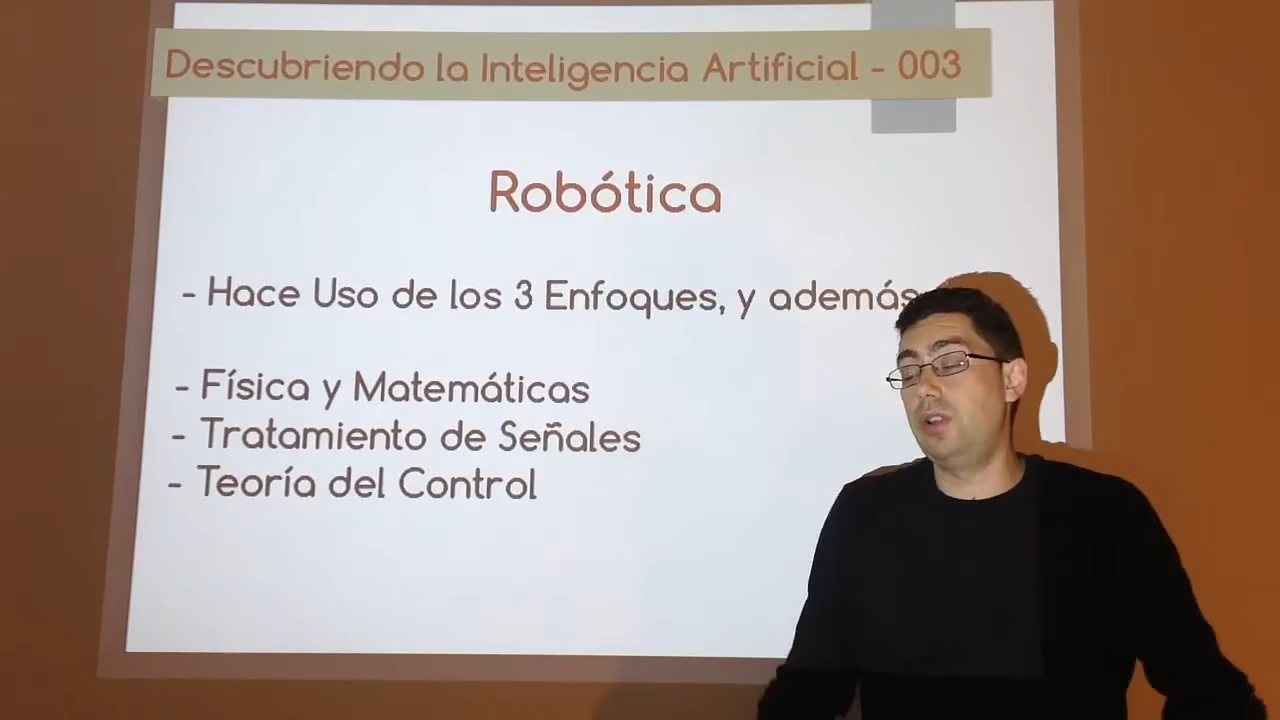 Descubriendo la Inteligencia Artificial - 003
Robótica
- Hace Uso de los 3 Enfoques, y además
- Física y Matemáticas
- Tratamiento de Señales
- Teoría del Control